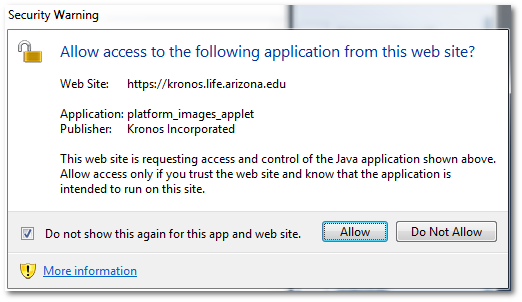 Security Warning
Allow access to the following application from this web site?
Web Site: https://kronos.life.arizona.edu
Application: platform_images_applet
Publisher: Kronos Incorporated
This web site is requesting access and control of the Java application shown above.
Allow access only if you trust the web site and know that the application is
intended to run on this site.
Do not show this again for this app and web site.
Allow
Do Not Allow
More information